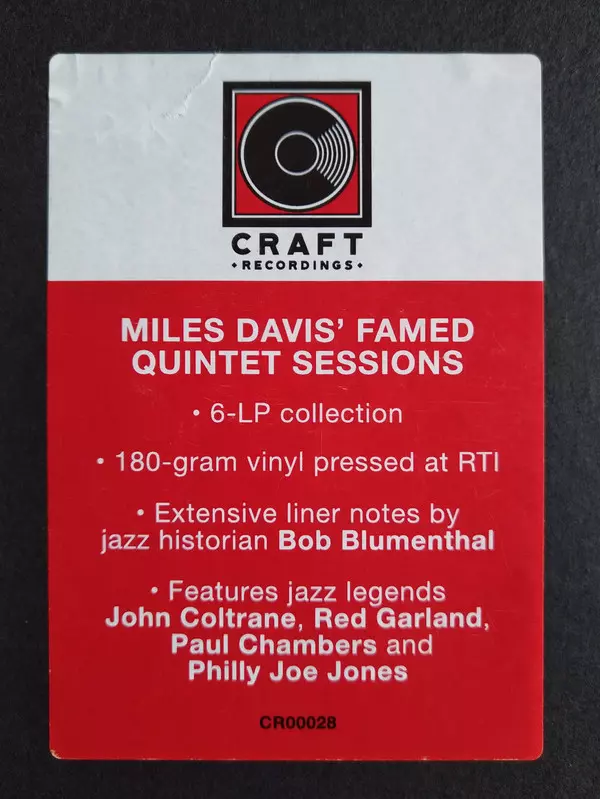 CRAFT
• RECORDINGS •
MILES DAVIS’ FAMED
QUINTET SESSIONS
• 6-LP collection
• 180-gram vinyl pressed at RTI
• Extensive liner notes by
jazz historian Bob Blumenthal
• Features jazz legends
John Coltrane, Red Garland,
Paul Chambers and
Philly Joe Jones
CR00028